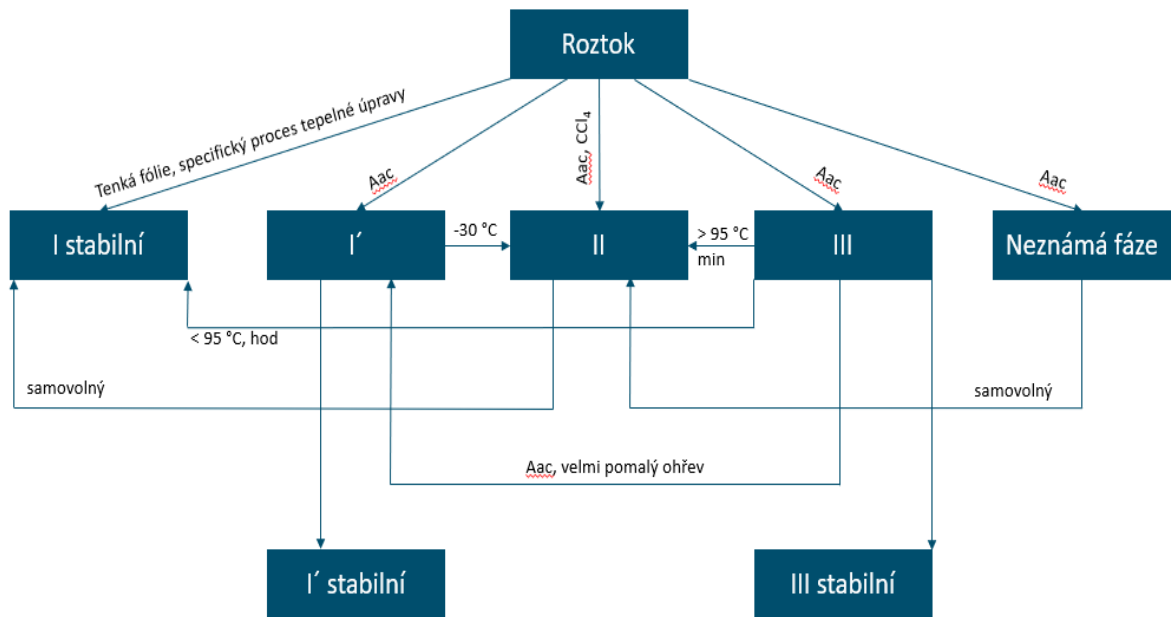 Roztok
Tenká fólie, specifický proces tepelné úpravy
Aac
Aac, CCl₄
Aac
Aac
I stabilní
I´
-30 °C
II
> 95 °C
min
III
Neznámá fáze
< 95 °C, hod
samovolný
samovolný
Aac, velmi pomalý ohřev
I´ stabilní
III stabilní